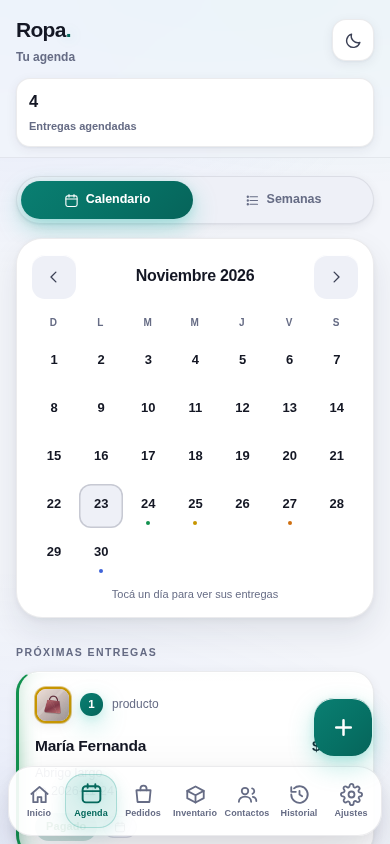 Ropa.
Tu agenda
4
Entregas agendadas
Calendario
Semanas
Noviembre 2026
D L M M J V S
1 2 3 4 5 6 7
8 9 10 11 12 13 14
15 16 17 18 19 20 21
22 23 24 25 26 27 28
29 30
Tocá un día para ver sus entregas
PRÓXIMAS ENTREGAS
1 producto
María Fernanda
Inicio
Agenda
Pedidos
Inventario
Contactos
Historial
Ajustes